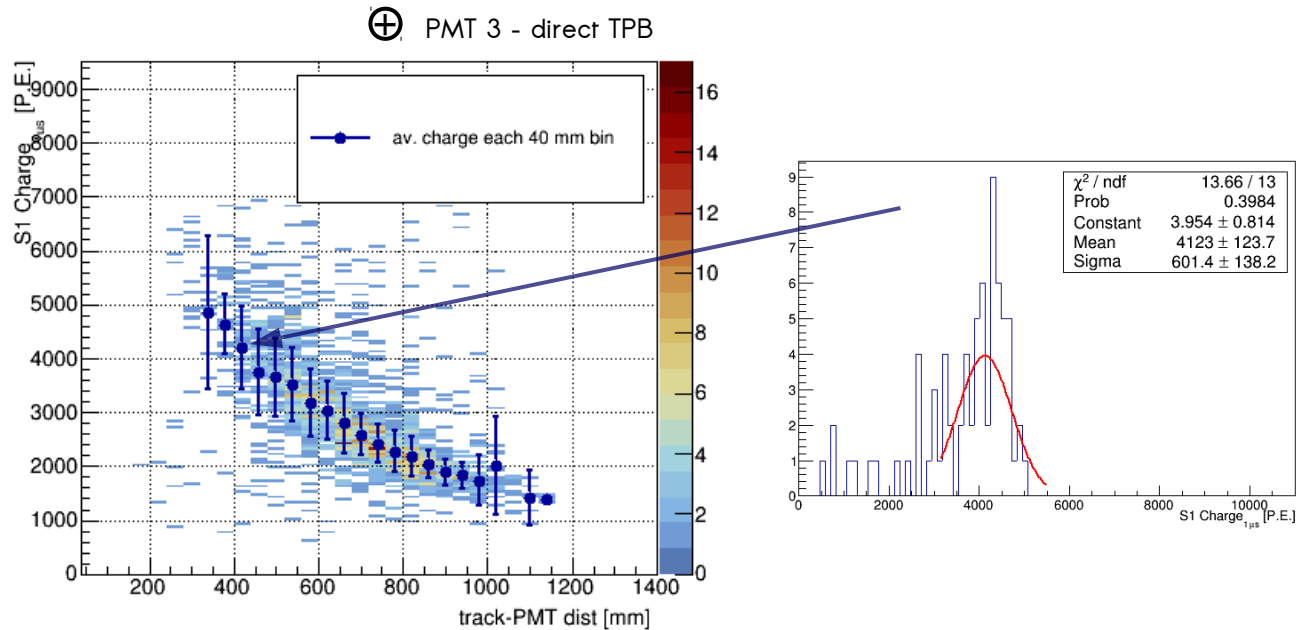 PMT 3 - direct TPB
S1 Charge1μs [P.E.]
9000
8000
7000
6000
5000
4000
3000
2000
1000
0
av. charge each 40 mm bin
200 400 600 800 1000 1200 1400
track-PMT dist [mm]
16
14
12
10
8
6
4
2
0
χ² / ndf 13.66 / 13
Prob 0.3984
Constant 3.954 ± 0.814
Mean 4123 ± 123.7
Sigma 601.4 ± 138.2
9
8
7
6
5
4
3
2
1
0
0 2000 4000 6000 8000 10000
S1 Charge1μs [P.E.]